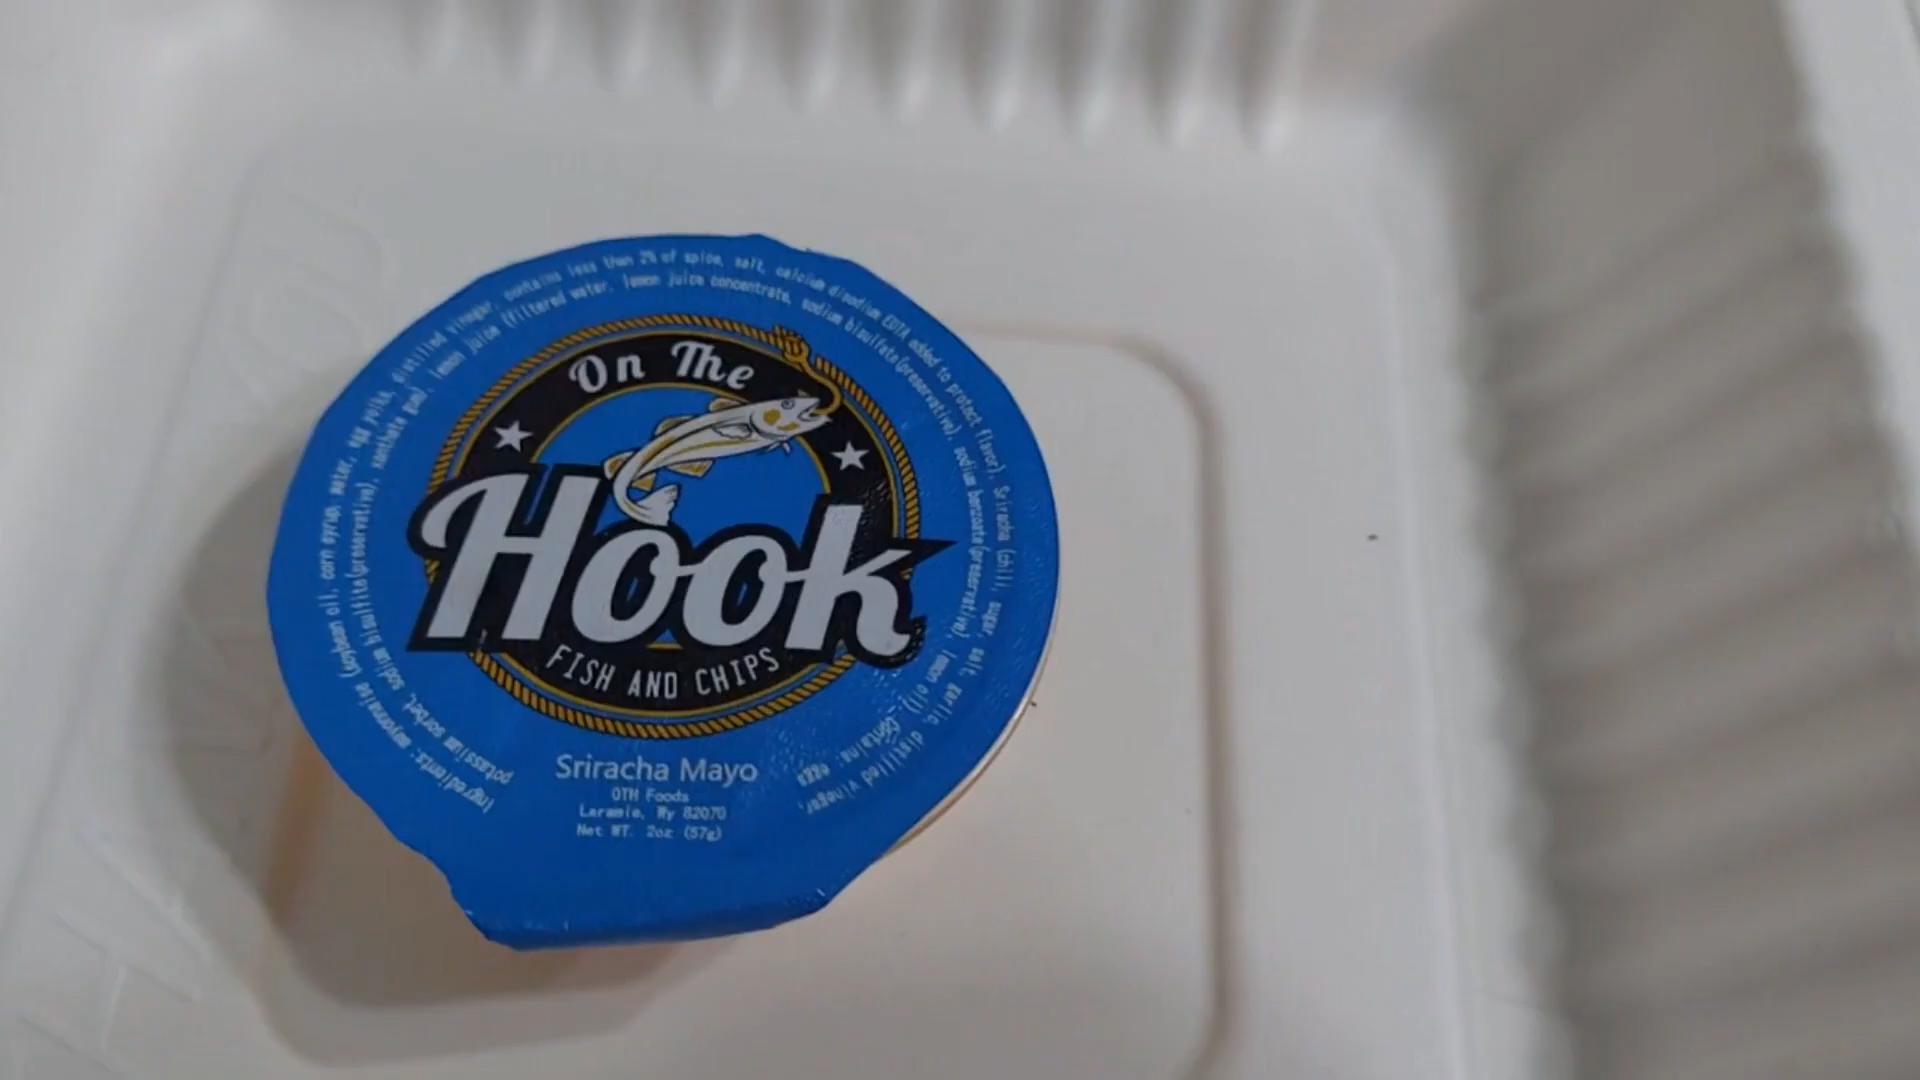 On The
Hook
FISH AND CHIPS
Sriracha Mayo
OTH Foods
Laramie, Wy 82070
Net WT. 2oz (57g)
Ingredients: mayonnaise (soybean oil, corn syrup, water, egg yolks, distilled vinegar, contains less than 2% of spice, salt, calcium disodium EDTA added to protect flavor), Sriracha (chili, sugar, salt, garlic, distilled vinegar,
potassium sorbet, sodium bisulfite(preservative), xanthate gum), lemon juice (filtered water, lemon juice concentrate, sodium bisulfate(preservative), sodium benzoate(preservative), lemon oil). Contains: eggs